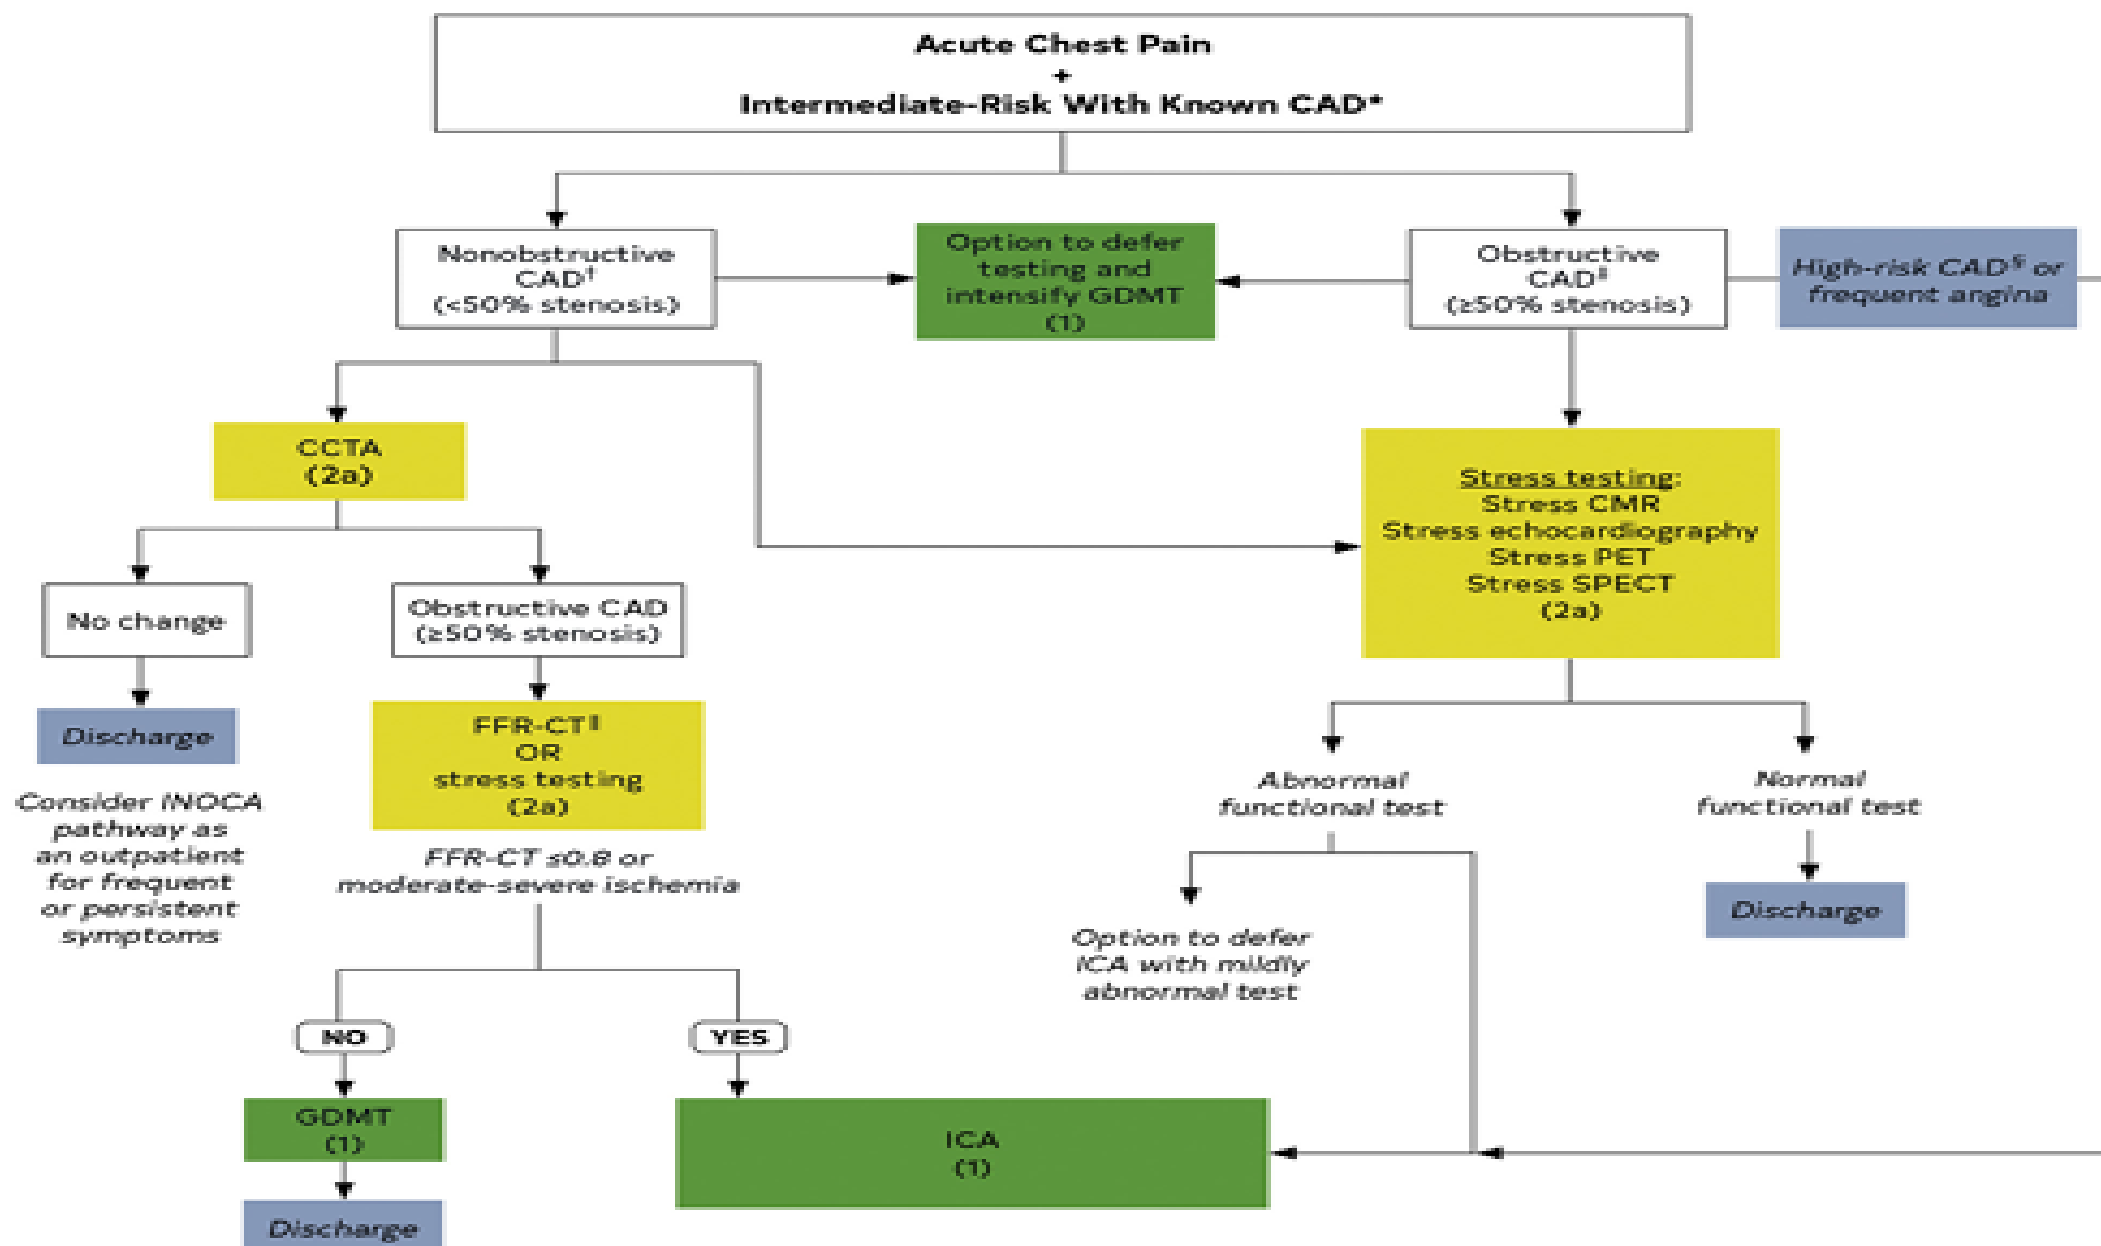 Acute Chest Pain
+
Intermediate-Risk With Known CAD*
Nonobstructive
CAD†
(<50% stenosis)
Option to defer
testing and
intensify GDMT
(1)
Obstructive
CAD‡
(≥50% stenosis)
High-risk CAD§ or
frequent angina
CCTA
(2a)
Stress testing:
Stress CMR
Stress echocardiography
Stress PET
Stress SPECT
(2a)
No change
Obstructive CAD
(≥50% stenosis)
Discharge
Consider INOCA
pathway as
an outpatient
for frequent
or persistent
symptoms
FFR-CT‖
OR
stress testing
(2a)
FFR-CT ≤0.8 or
moderate-severe ischemia
Abnormal
functional test
Normal
functional test
Option to defer
ICA with mildly
abnormal test
Discharge
NO
YES
GDMT
(1)
ICA
(1)
Discharge